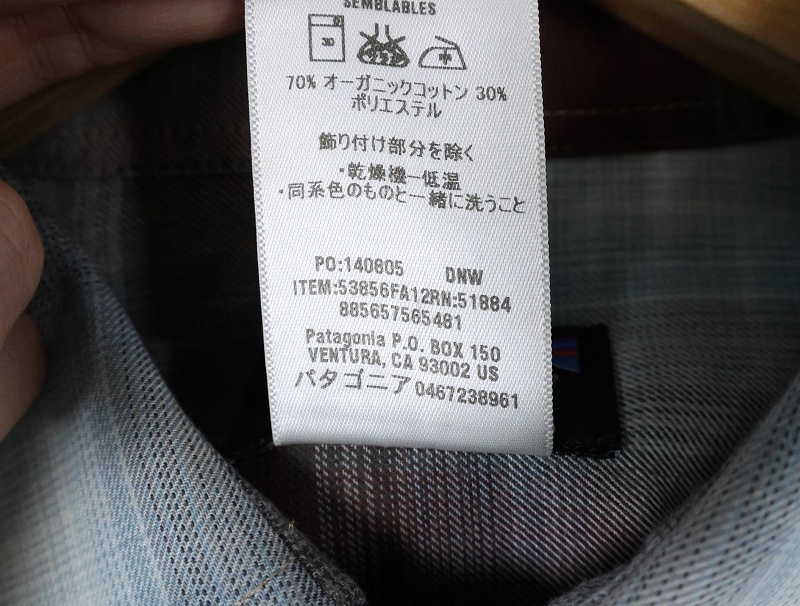 SEMBLABLES
30
中
70% オーガニックコットン 30%
ポリエステル
飾り付け部分を除く
・乾燥機―低温
・同系色のものと一緒に洗うこと
PO:140805 DNW
ITEM:53856FA12RN:51884
885657565481
Patagonia P.O. BOX 150
VENTURA, CA 93002 US
パタゴニア 0467238961